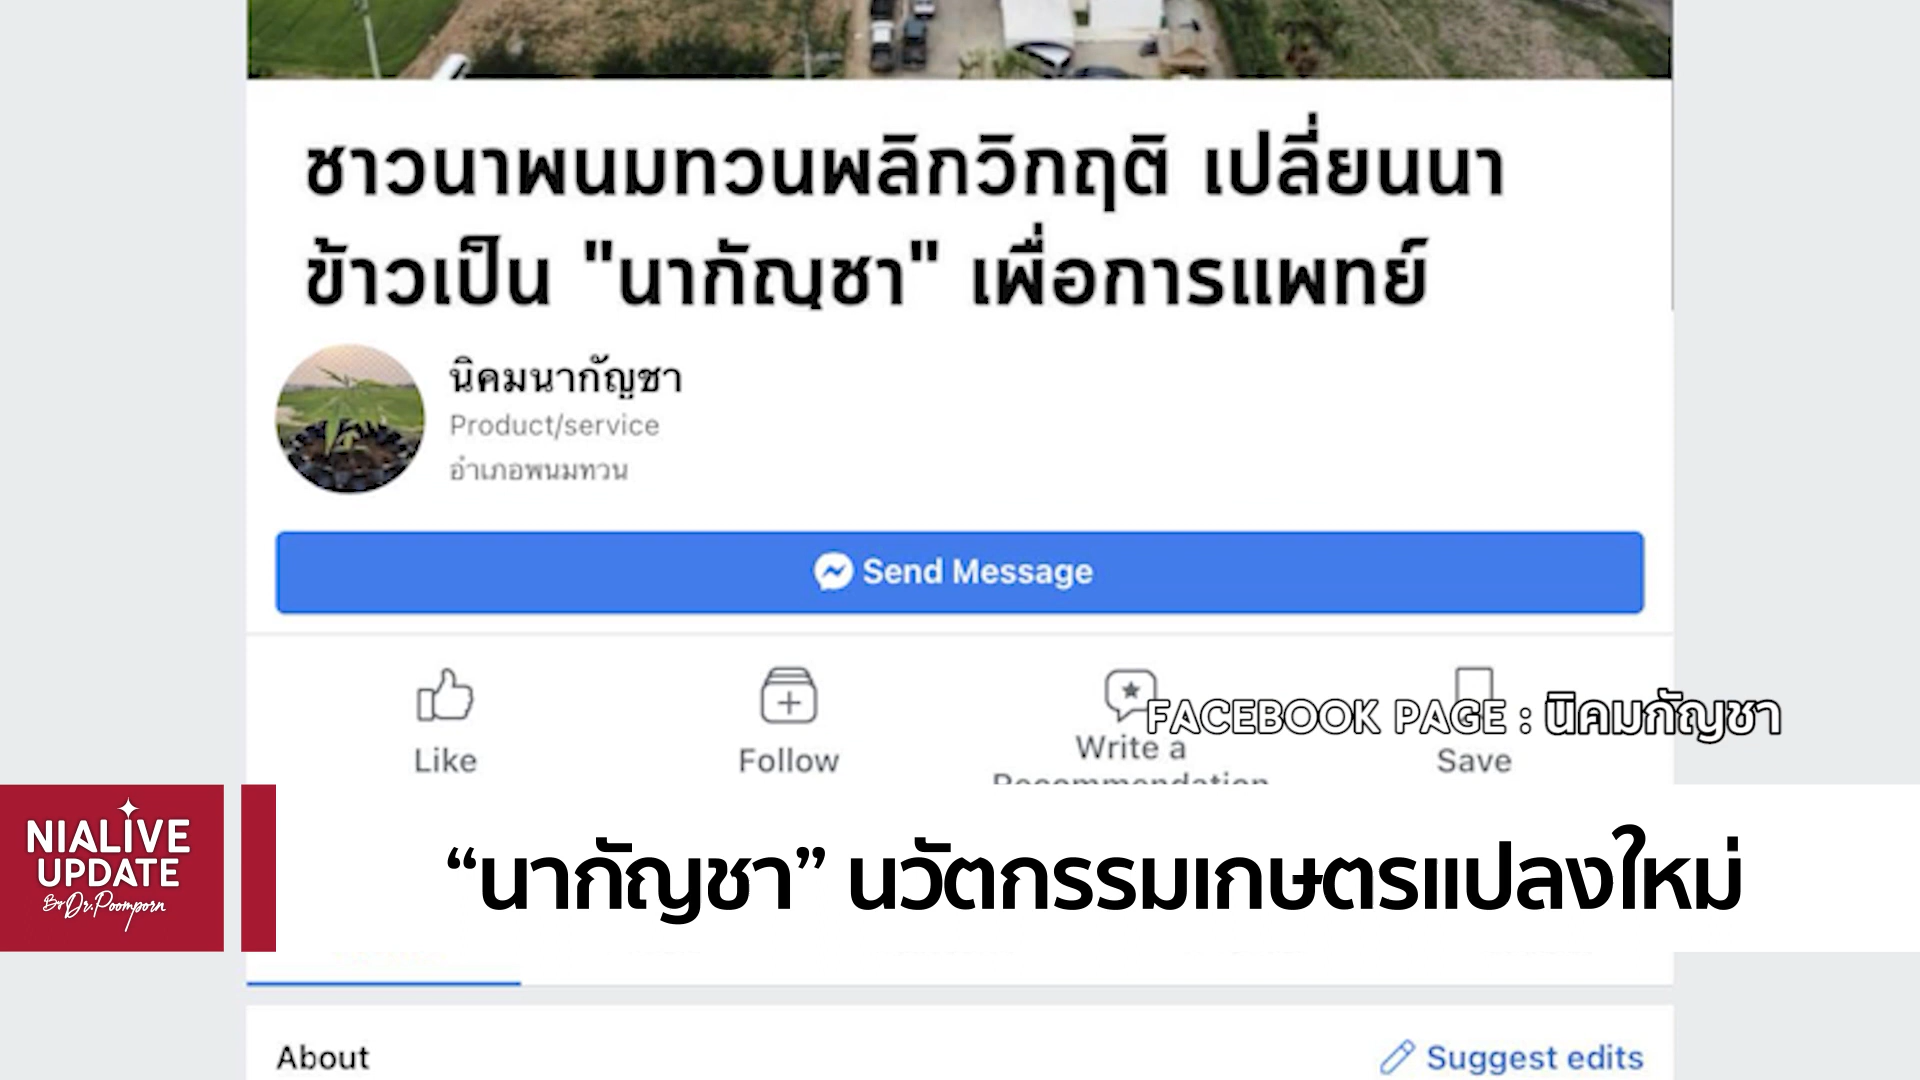 ชาวนาพนมทวนพลิกวิกฤติ เปลี่ยนนา
ข้าวเป็น "นากัญชา" เพื่อการแพทย์
นิคมนากัญชา
Product/service
อำเภอพนมทวน
Send Message
Like
Follow
Write a
Recommendation
Save
FACEBOOK PAGE : นิคมกัญชา
NIALIVE
UPDATE
By Dr.Poomporn
“นากัญชา” นวัตกรรมเกษตรแปลงใหม่
About
Suggest edits